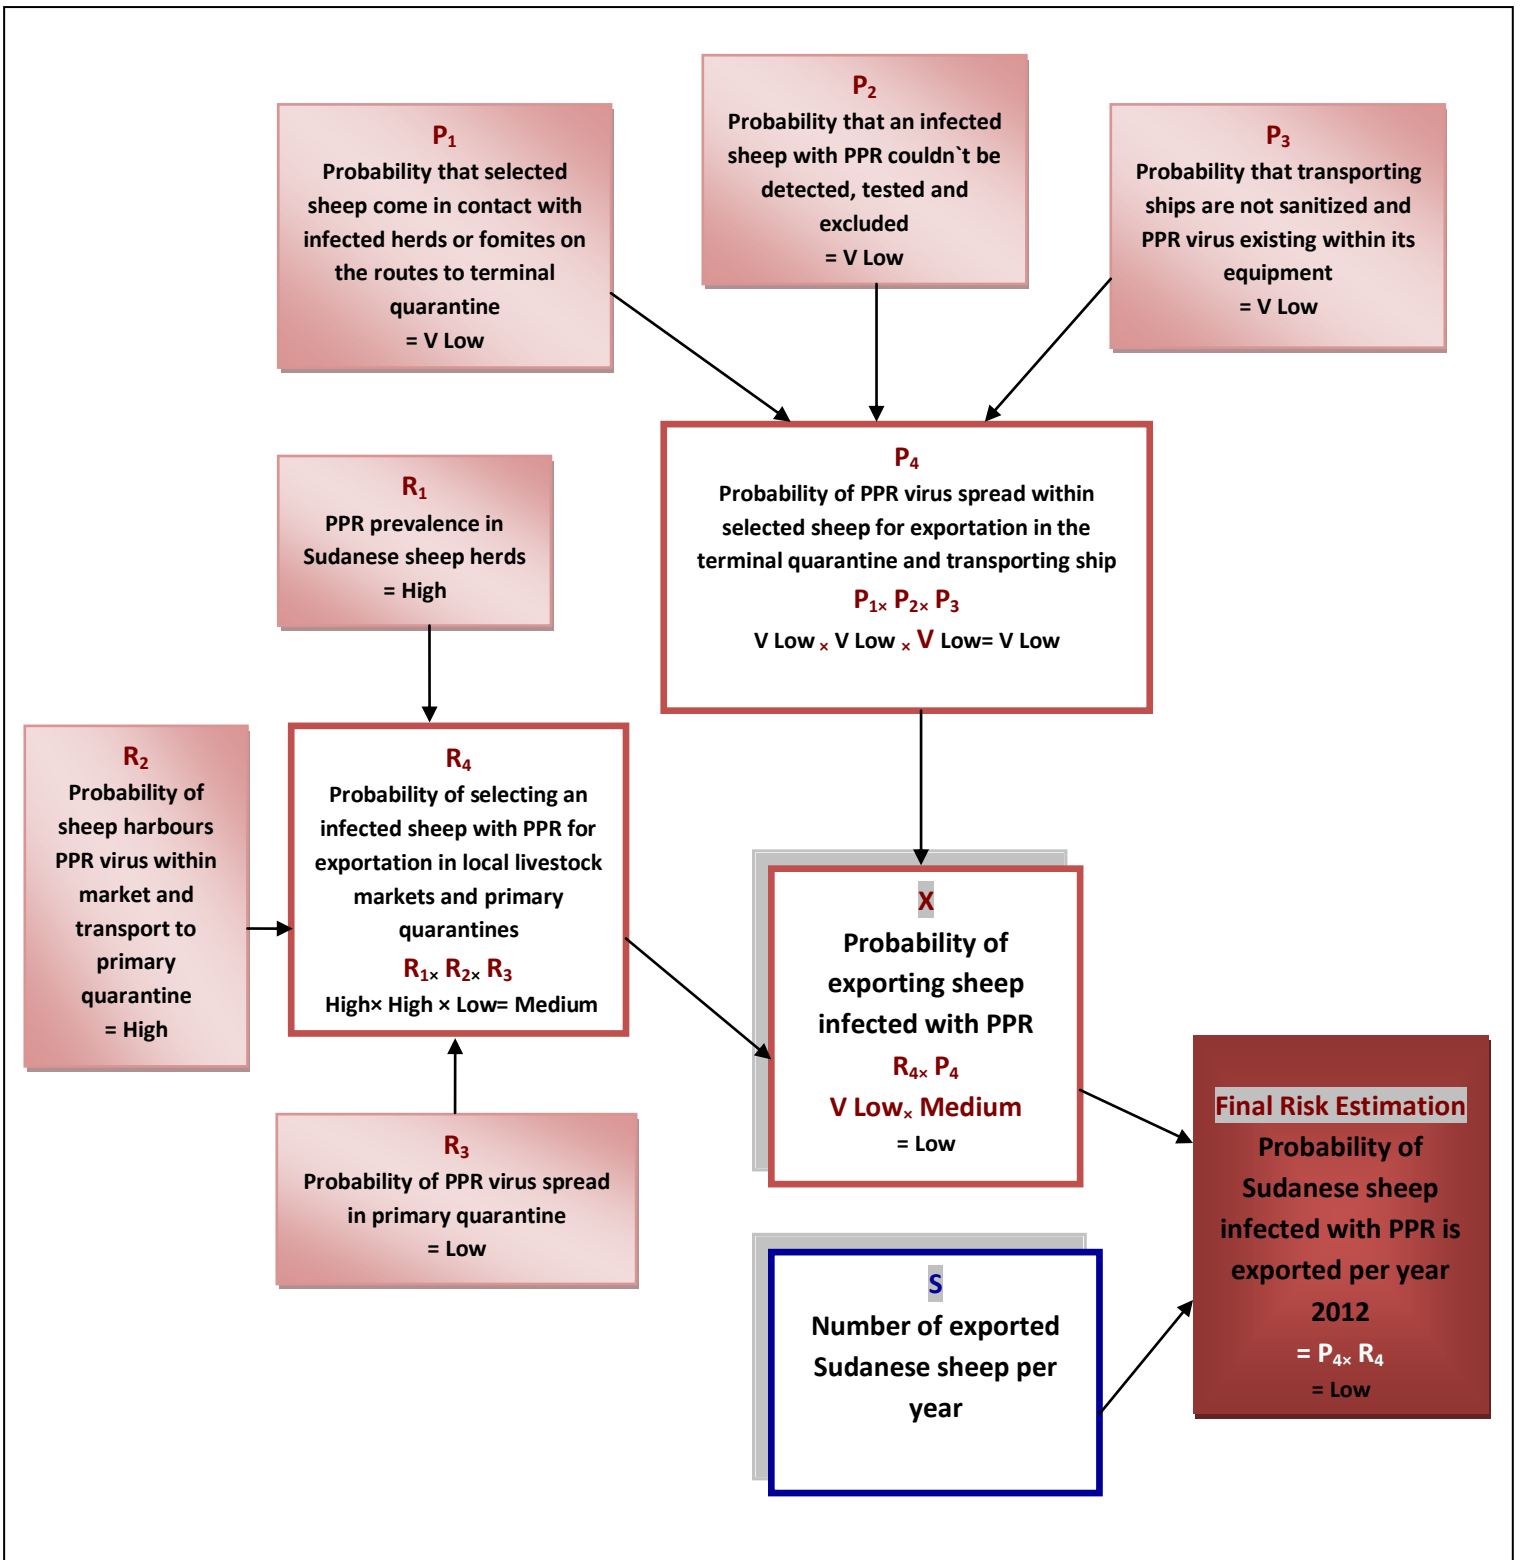 P₁
Probability that selected
sheep come in contact with
infected herds or fomites on
the routes to terminal
quarantine
= V Low
P₂
Probability that an infected
sheep with PPR couldn`t be
detected, tested and
excluded
= V Low
P₃
Probability that transporting
ships are not sanitized and
PPR virus existing within its
equipment
= V Low
P₄
Probability of PPR virus spread within
selected sheep for exportation in the
terminal quarantine and transporting ship
P₁× P₂× P₃
V Low × V Low × V Low= V Low
R₁
PPR prevalence in
Sudanese sheep herds
= High
R₂
Probability of
sheep harbours
PPR virus within
market and
transport to
primary
quarantine
= High
R₄
Probability of selecting an
infected sheep with PPR for
exportation in local livestock
markets and primary
quarantines
R₁× R₂× R₃
High× High × Low= Medium
R₃
Probability of PPR virus spread
in primary quarantine
= Low
X
Probability of
exporting sheep
infected with PPR
R₄× P₄
V Low× Medium
= Low
S
Number of exported
Sudanese sheep per
year
Final Risk Estimation
Probability of
Sudanese sheep
infected with PPR is
exported per year
2012
= P₄× R₄
= Low